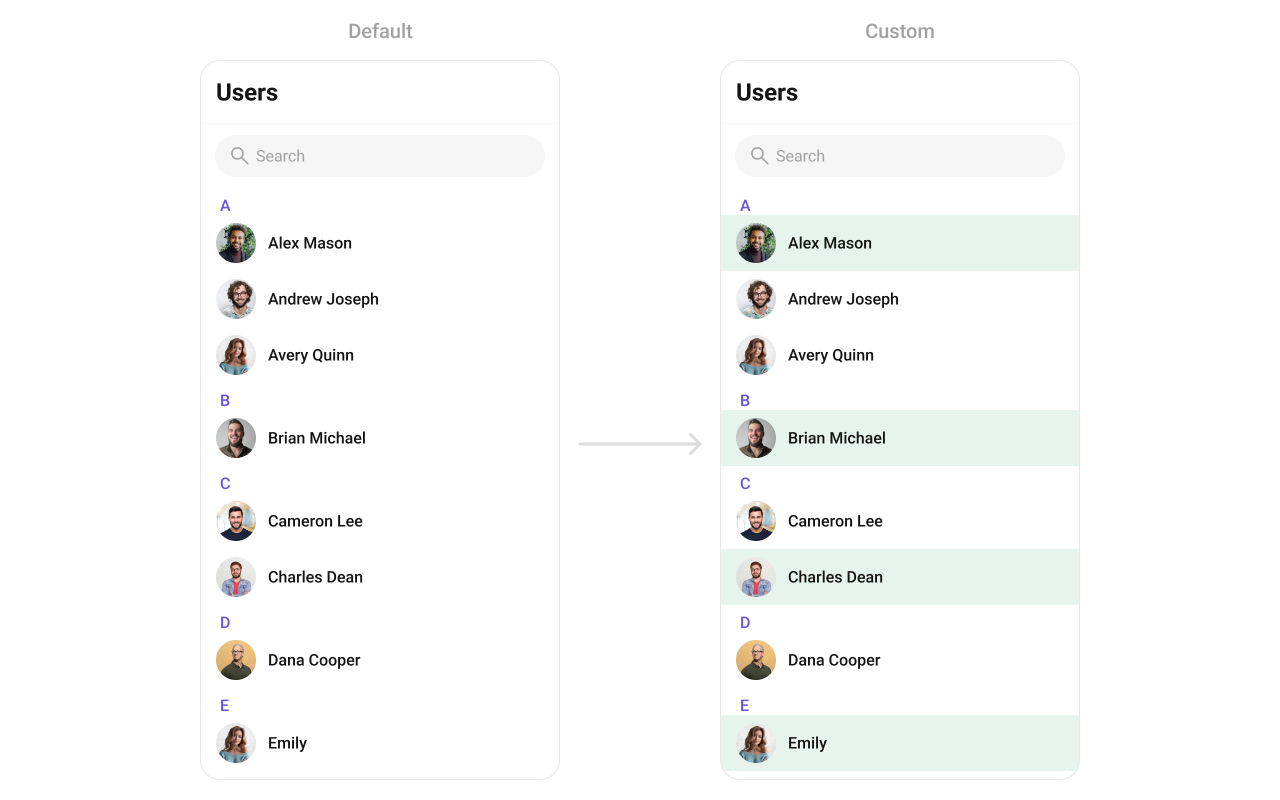 Default
Users
Search
A
Alex Mason
Andrew Joseph
Avery Quinn
B
Brian Michael
C
Cameron Lee
Charles Dean
D
Dana Cooper
E
Emily
Custom
Users
Search
A
Alex Mason
Andrew Joseph
Avery Quinn
B
Brian Michael
C
Cameron Lee
Charles Dean
D
Dana Cooper
E
Emily